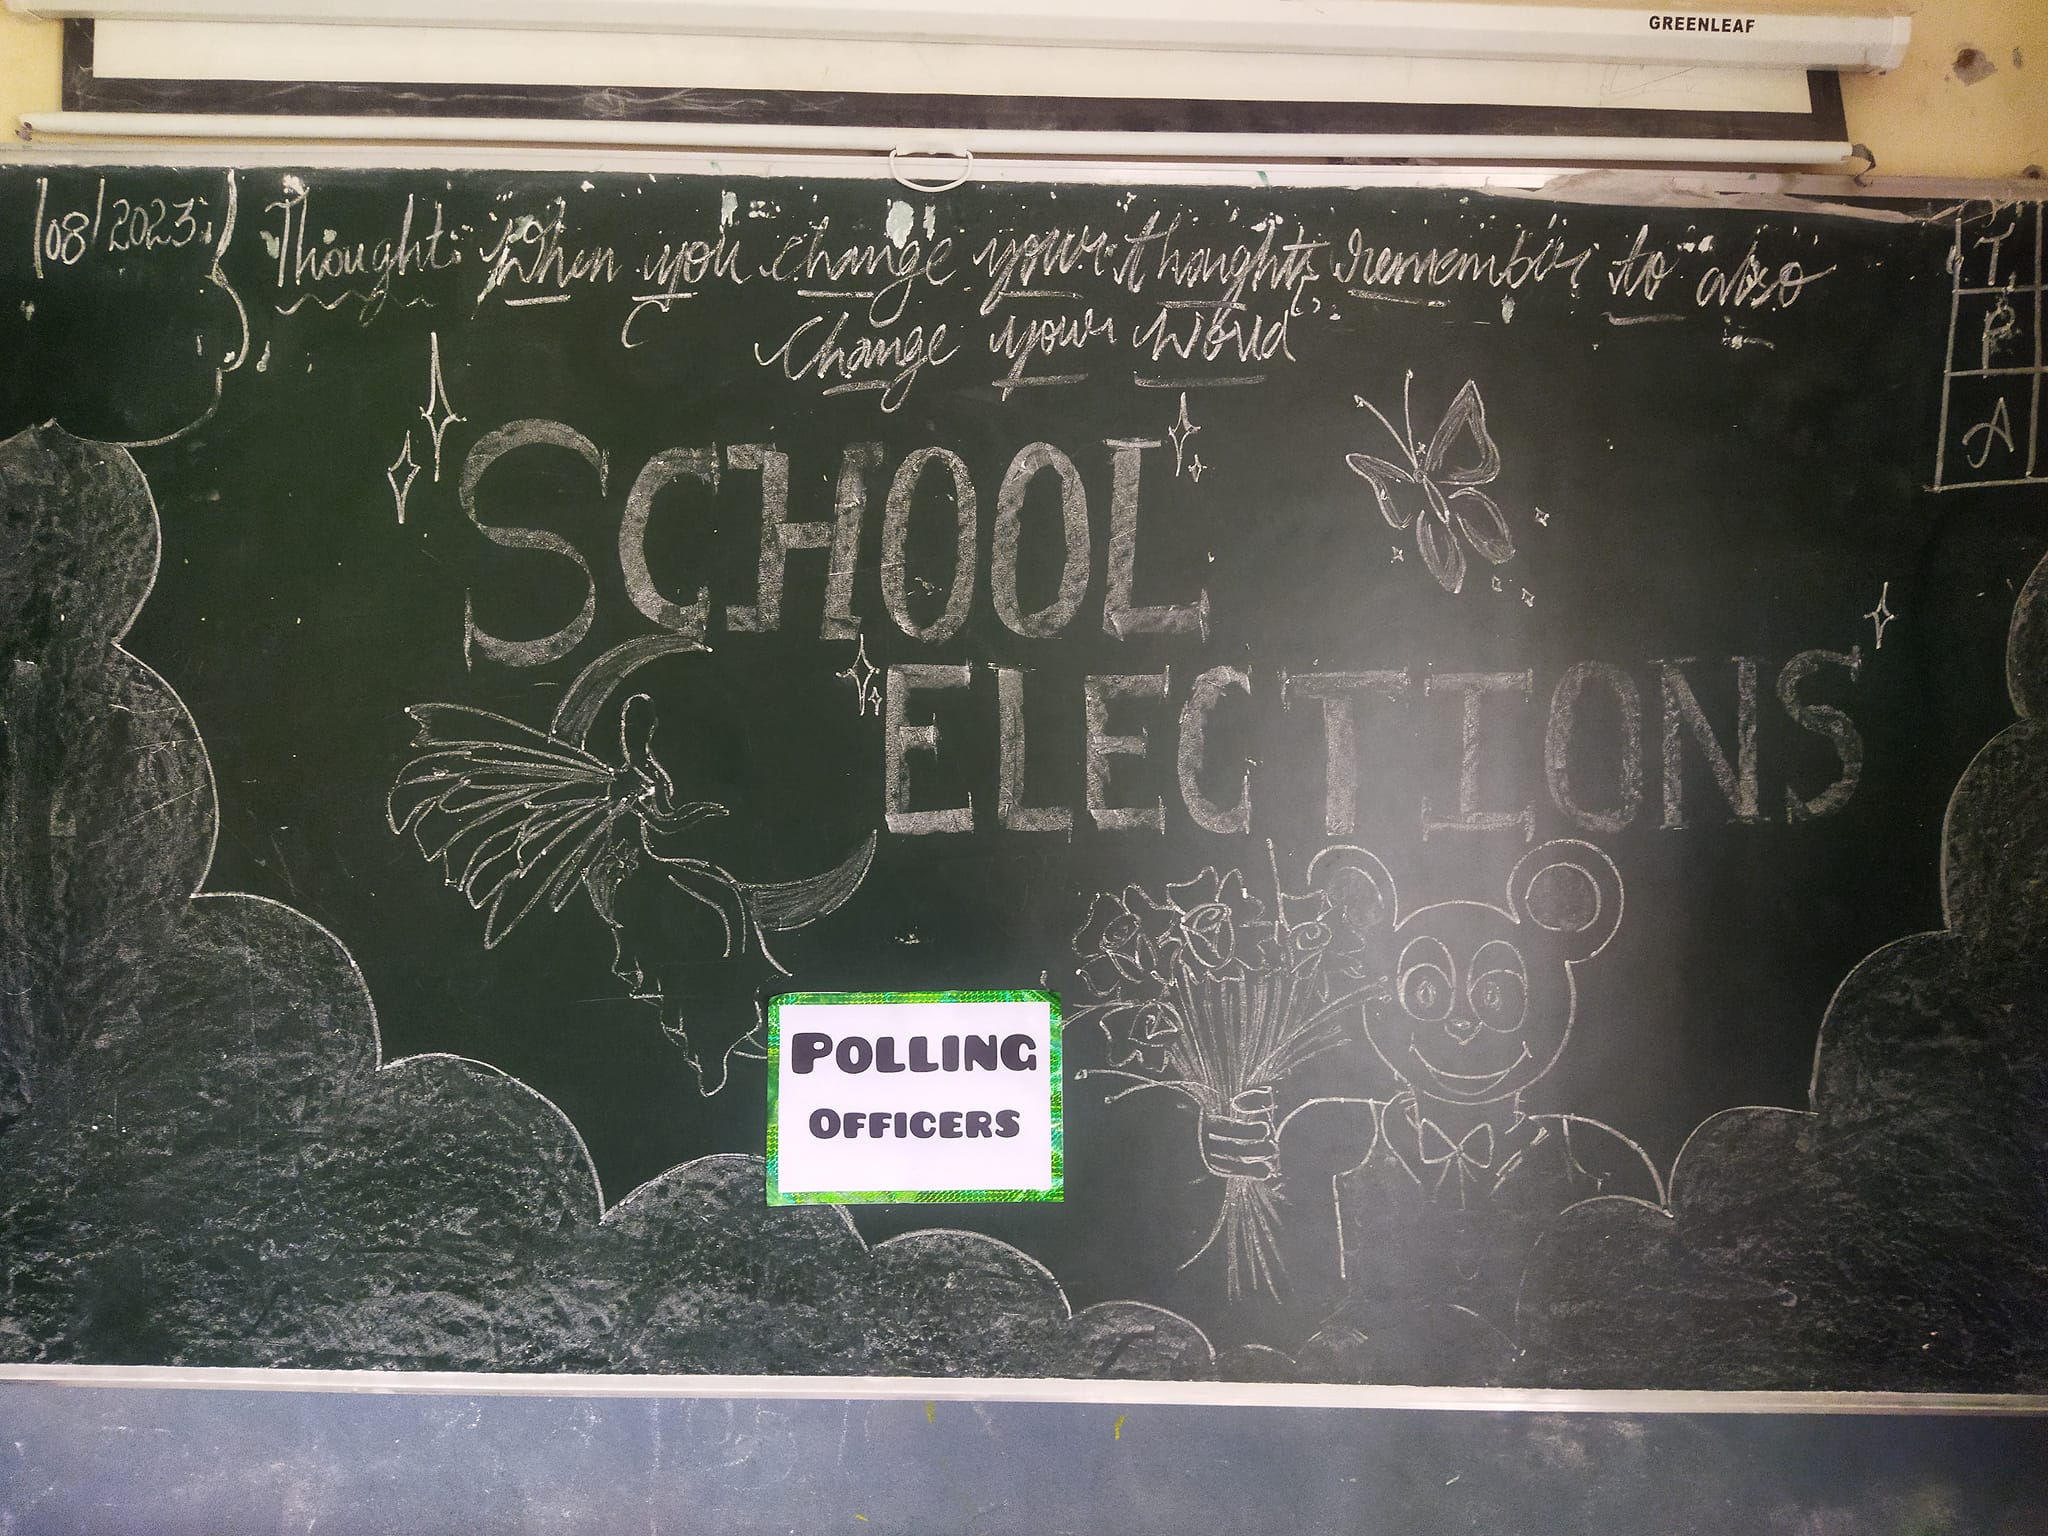 GREENLEAF
/08/2023
Thought: "When you change your thoughts, remember to also
change your world"
T
P
A
SCHOOL
ELECTIONS
POLLING
OFFICERS